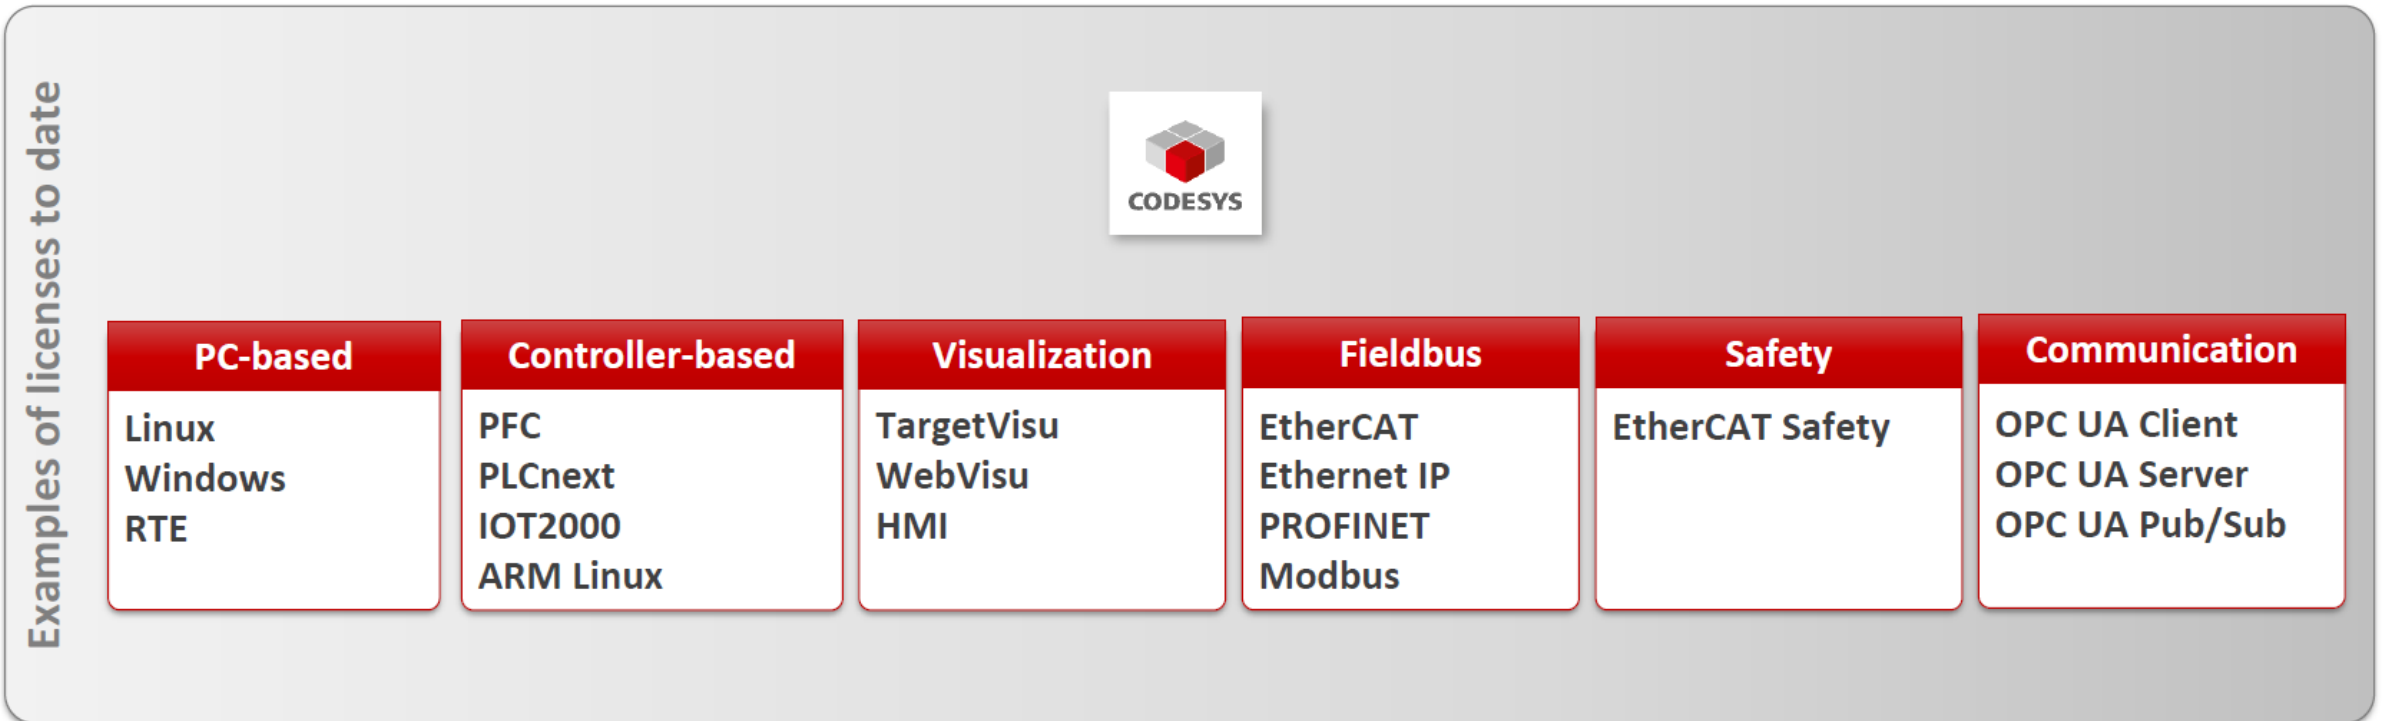 Examples of licenses to date
CODESYS
PC-based
Linux
Windows
RTE
Controller-based
PFC
PLCnext
IOT2000
ARM Linux
Visualization
TargetVisu
WebVisu
HMI
Fieldbus
EtherCAT
Ethernet IP
PROFINET
Modbus
Safety
EtherCAT Safety
Communication
OPC UA Client
OPC UA Server
OPC UA Pub/Sub